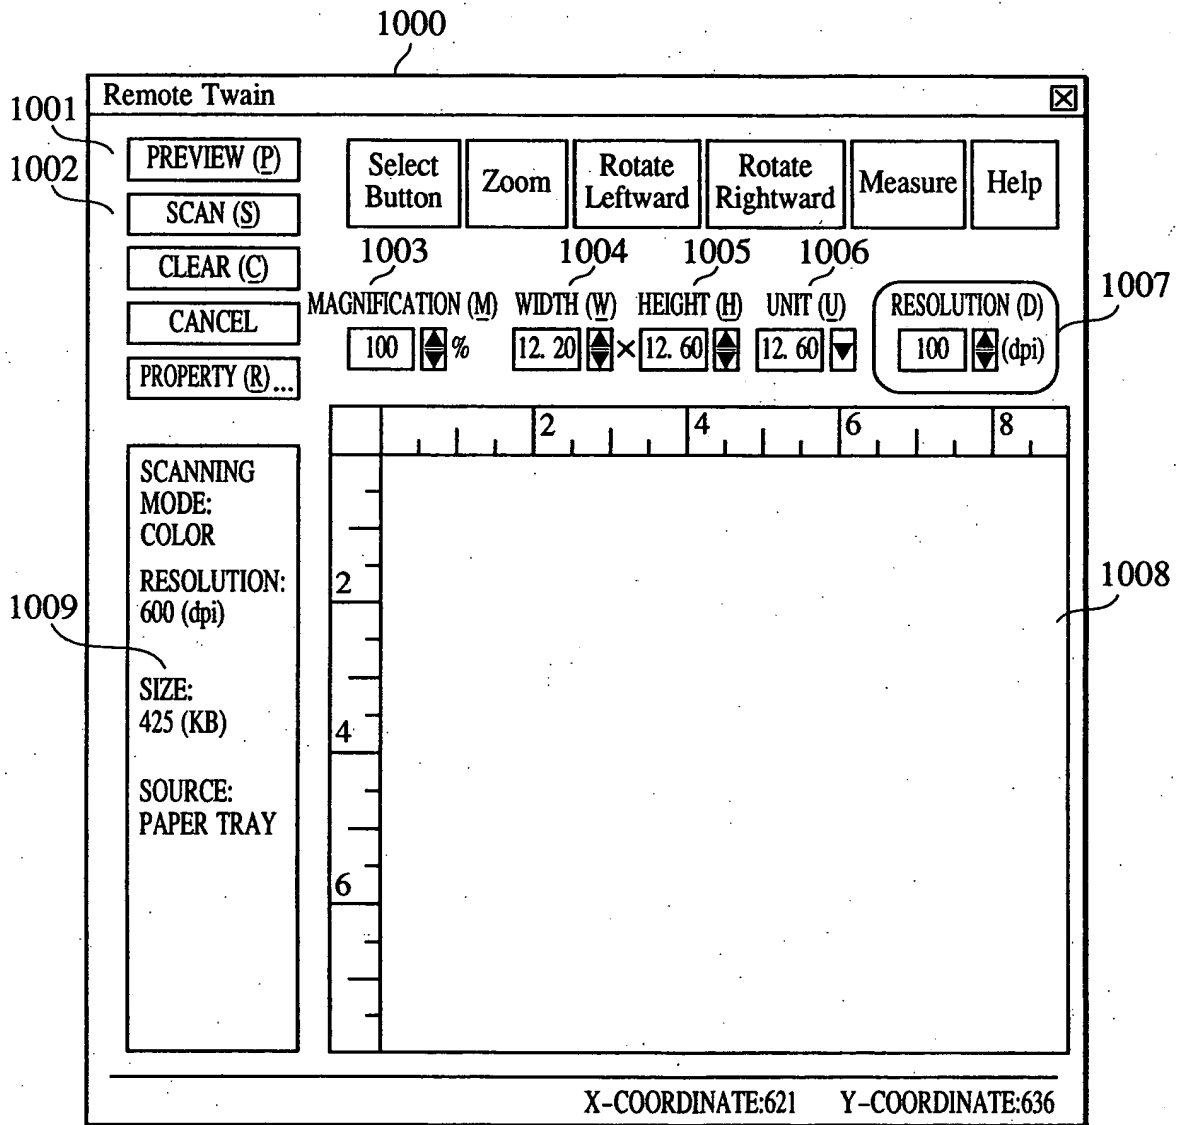 1000
Remote Twain
1001
1002
PREVIEW (P)
SCAN (S)
CLEAR (C)
CANCEL
PROPERTY (R)...
Select Button
Zoom
Rotate Leftward
Rotate Rightward
Measure
Help
1003
1004
1005
1006
1007
MAGNIFICATION (M)
WIDTH (W)
HEIGHT (H)
UNIT (U)
RESOLUTION (D)
100 %
12. 20 ×
12. 60
12. 60
100 (dpi)
2 4 6 8
SCANNING
MODE:
COLOR
RESOLUTION:
600 (dpi)
1009
SIZE:
425 (KB)
SOURCE:
PAPER TRAY
2
4
6
1008
X-COORDINATE:621 Y-COORDINATE:636